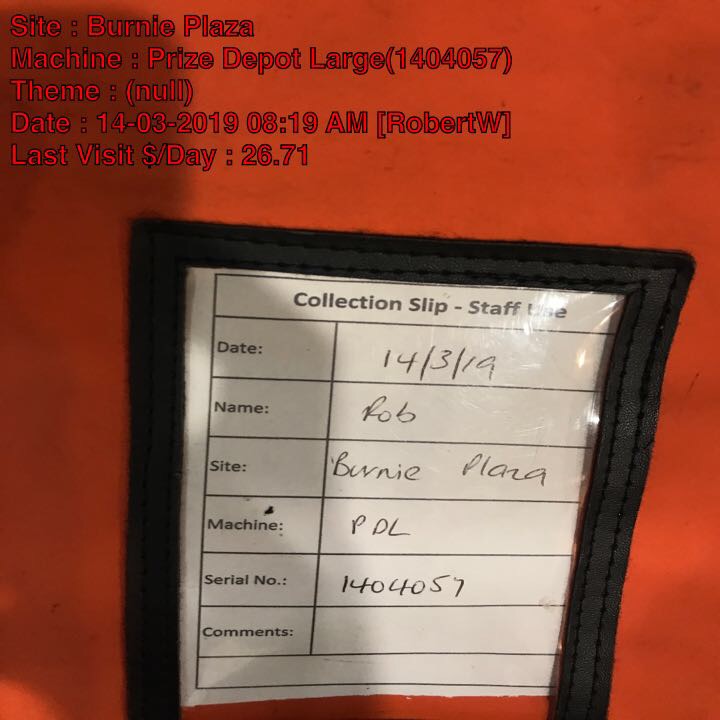 Site : Burnie Plaza
Machine : Prize Depot Large(1404057)
Theme : (null)
Date : 14-03-2019 08:19 AM [RobertW]
Last Visit $/Day : 26.71
Collection Slip - Staff Use
Date: 14/3/19
Name: Rob
Site: Burnie Plaza
Machine: PDL
Serial No.: 1404057
Comments: